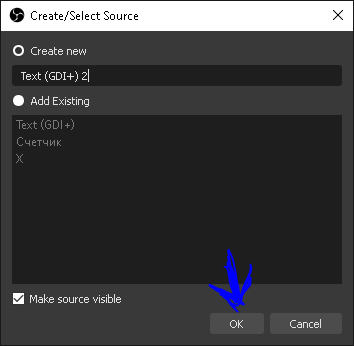 Create/Select Source
Create new
Text (GDI+) 2
Add Existing
Text (GDI+)
Счетчик
X
Make source visible
OK
Cancel